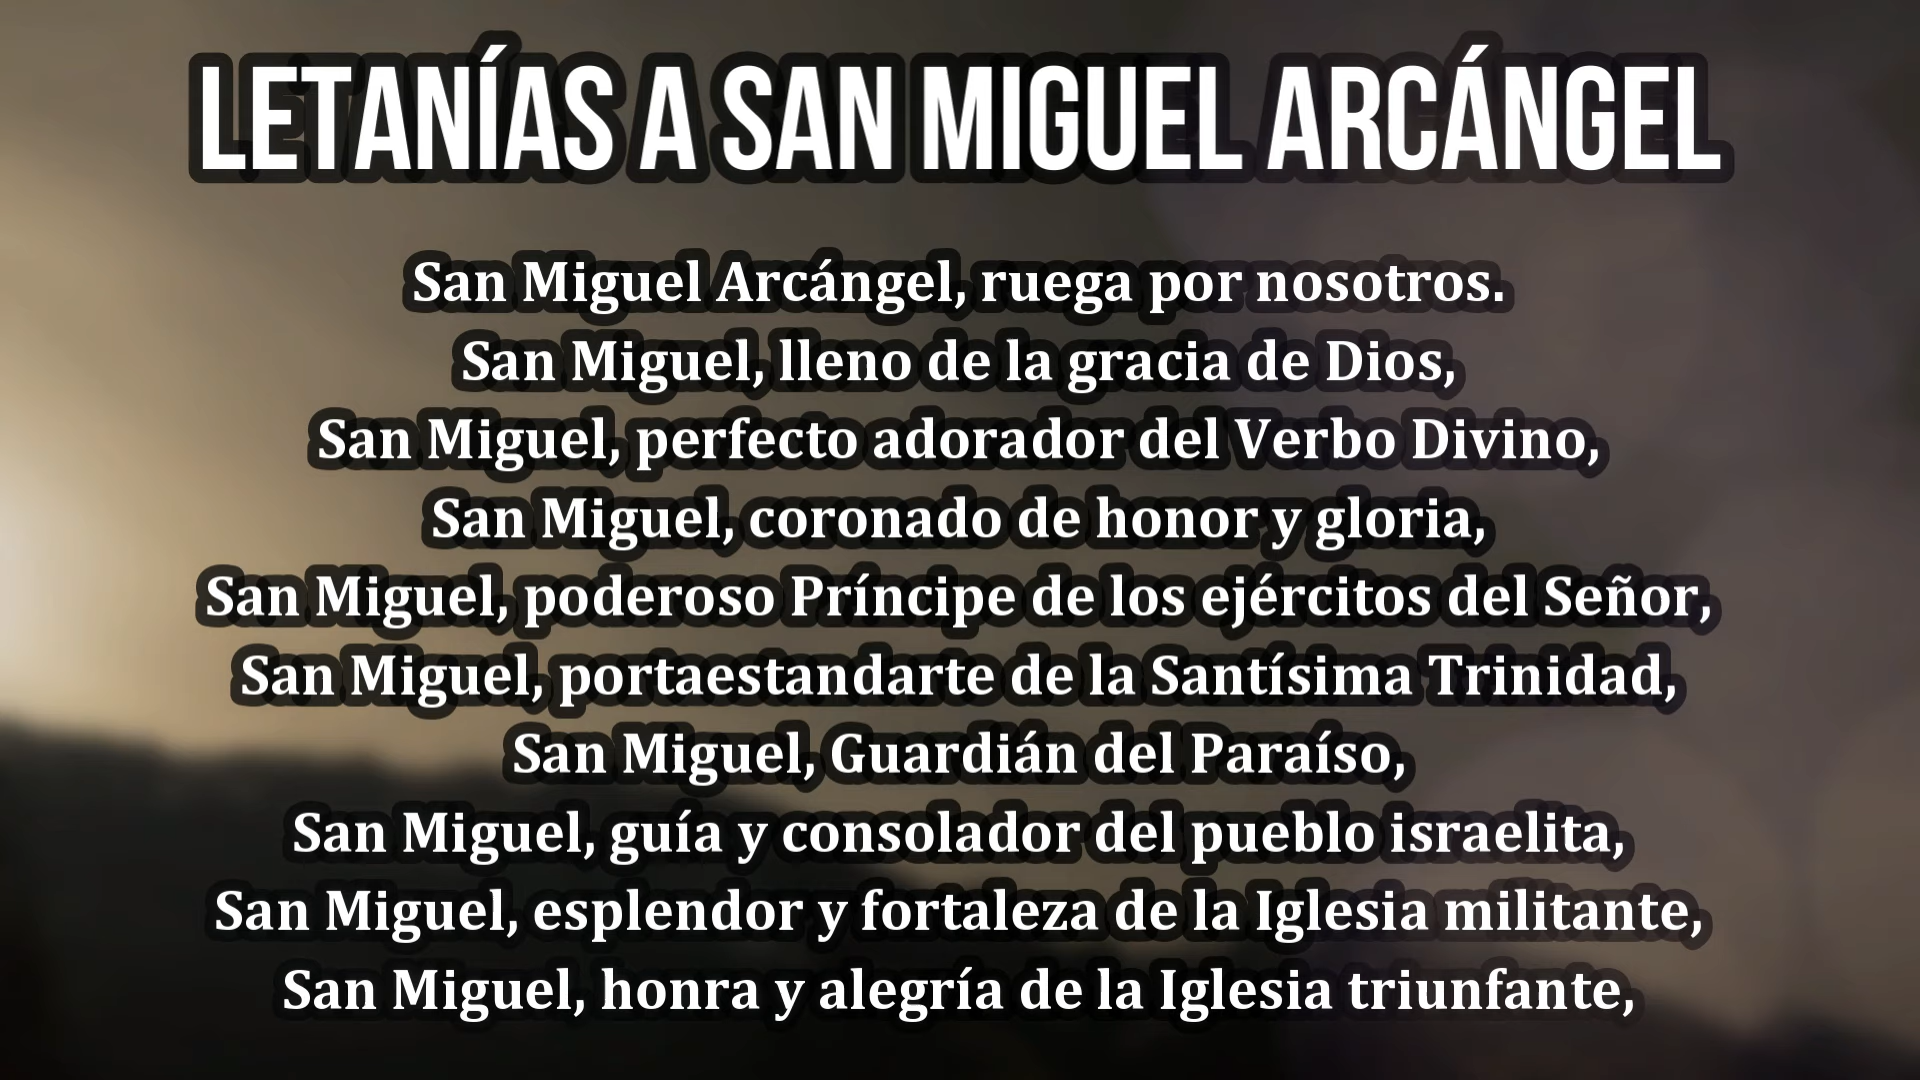 LETANÍAS A SAN MIGUEL ARCÁNGEL
San Miguel Arcángel, ruega por nosotros.
San Miguel, lleno de la gracia de Dios,
San Miguel, perfecto adorador del Verbo Divino,
San Miguel, coronado de honor y gloria,
San Miguel, poderoso Príncipe de los ejércitos del Señor,
San Miguel, portaestandarte de la Santísima Trinidad,
San Miguel, Guardián del Paraíso,
San Miguel, guía y consolador del pueblo israelita,
San Miguel, esplendor y fortaleza de la Iglesia militante,
San Miguel, honra y alegría de la Iglesia triunfante,